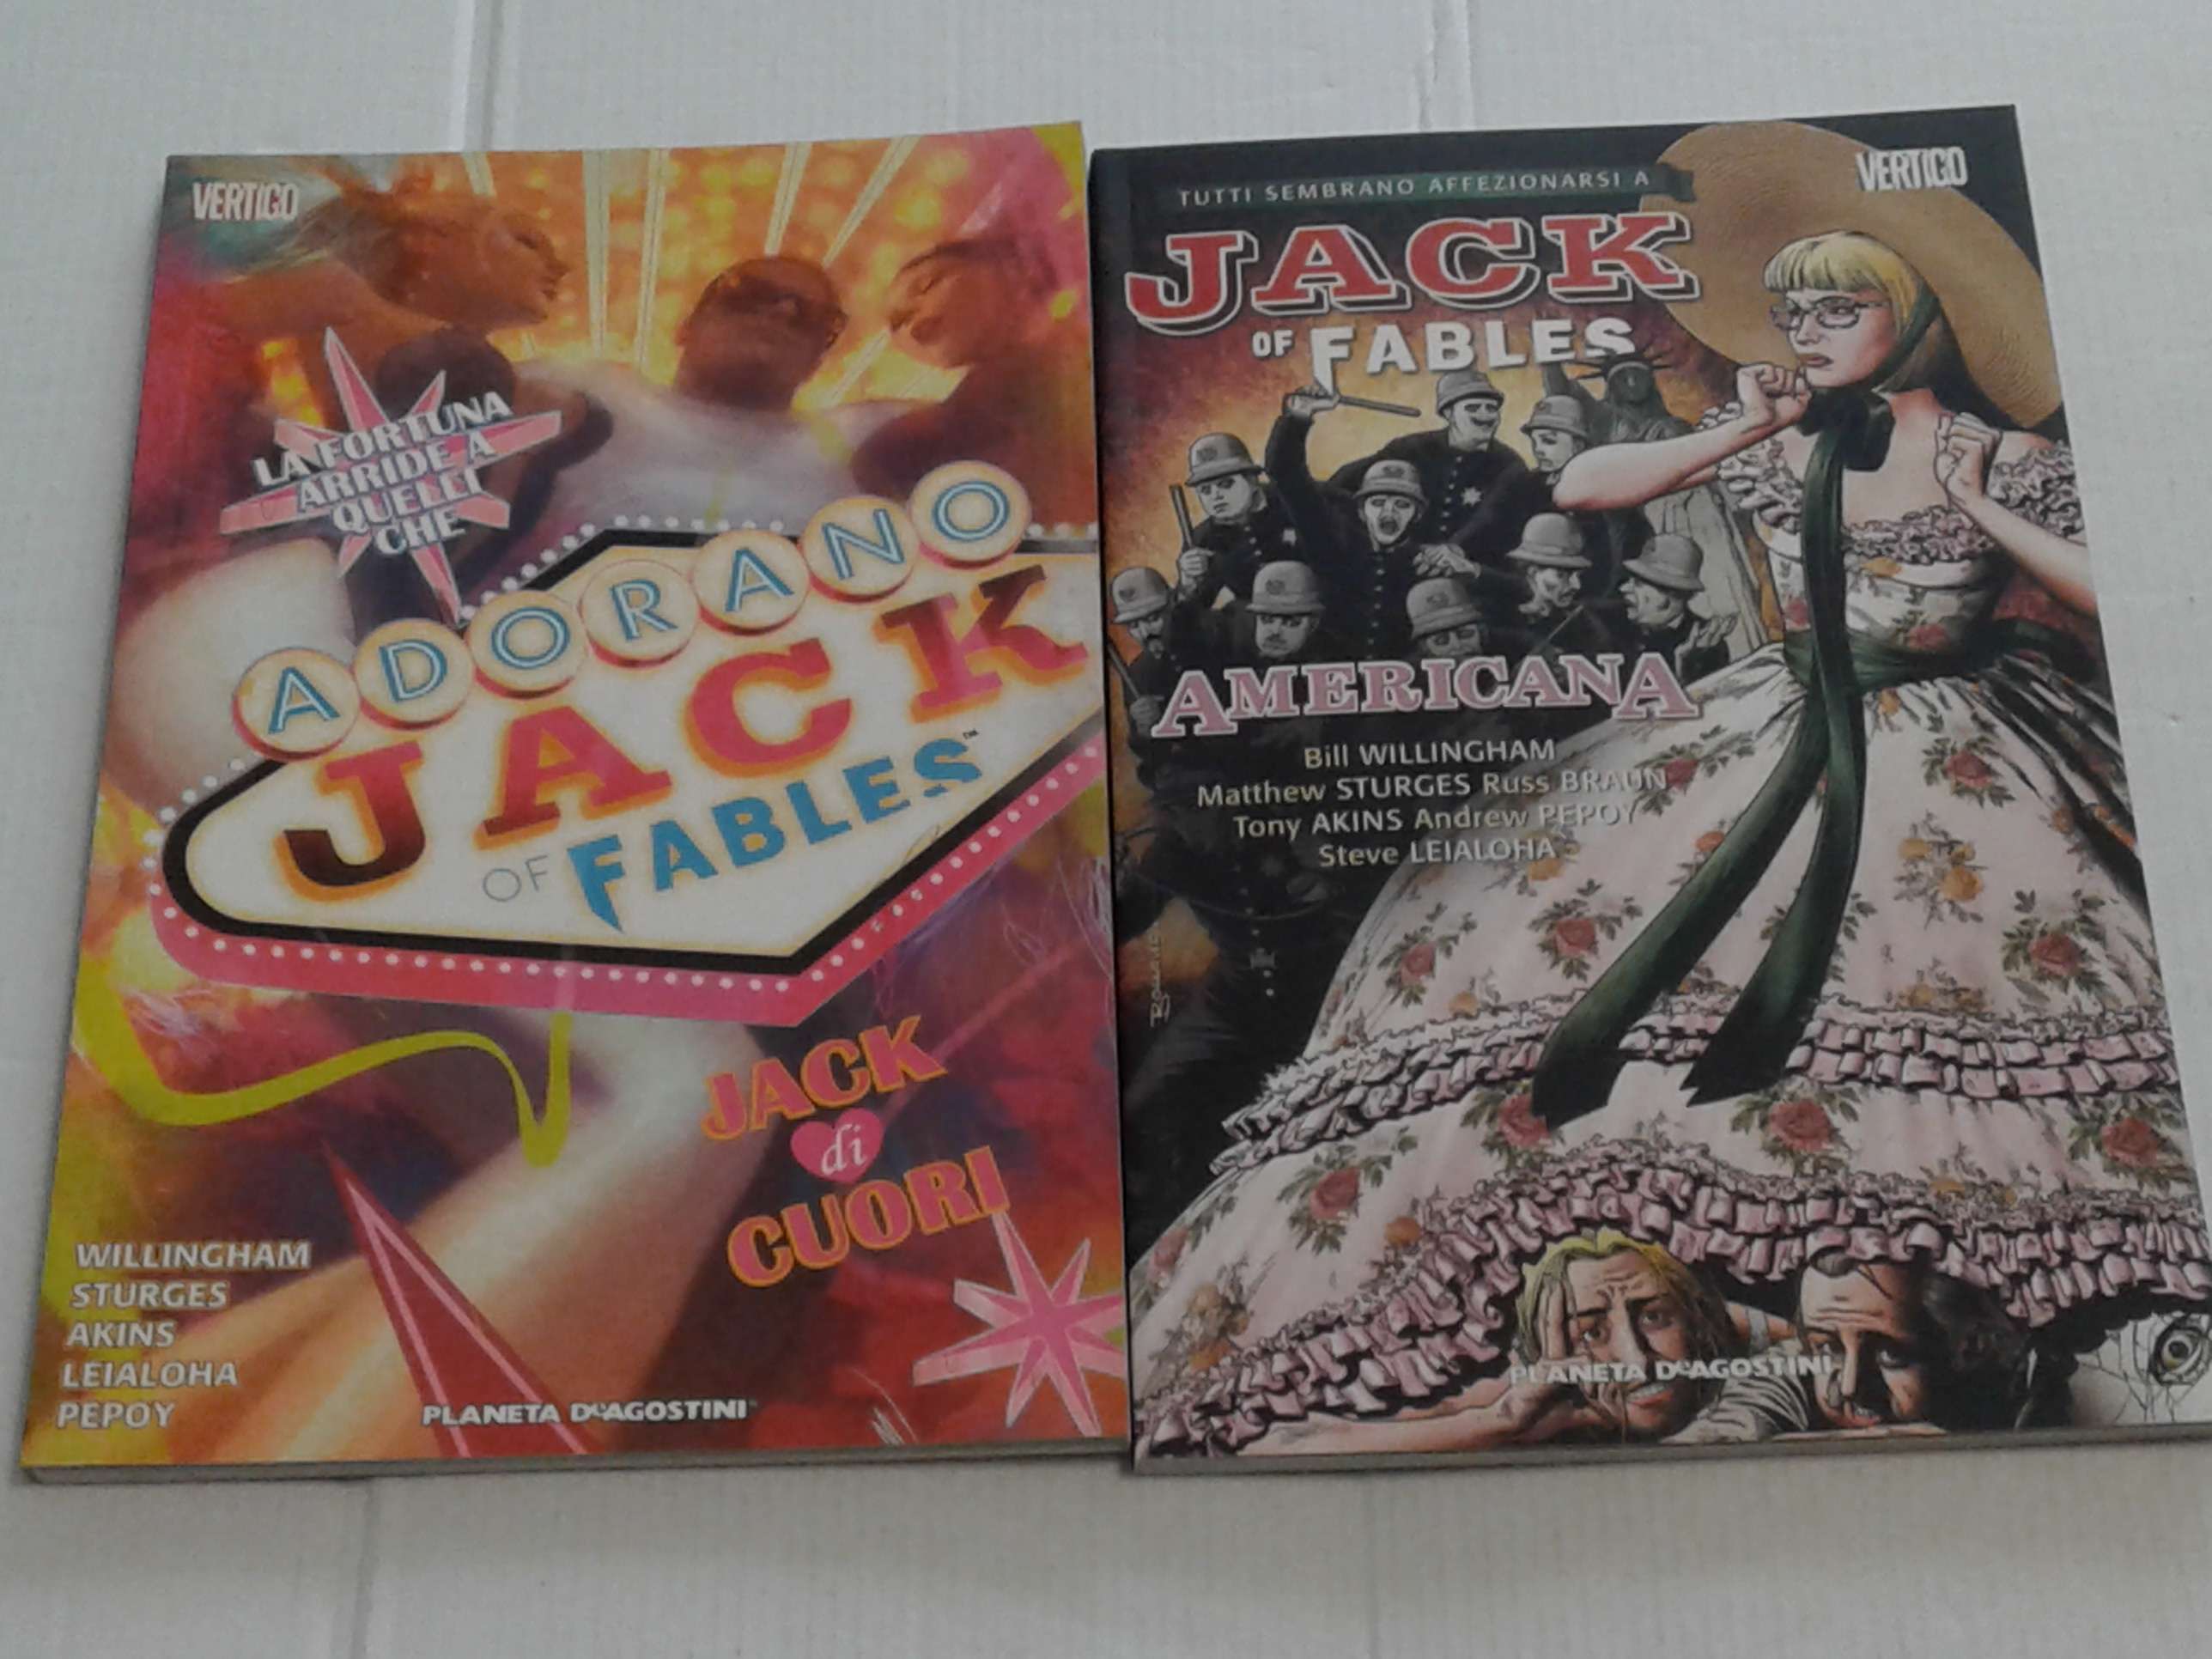 VERTIGO
LA FORTUNA
ARRIDE A
QUELLI
CHE
ADORANO
JACK
OF FABLES™
JACK
di
CUORI
WILLINGHAM
STURGES
AKINS
LEIALOHA
PEPOY
PLANETA DeAGOSTINI
TUTTI SEMBRANO AFFEZIONARSI A
VERTIGO
JACK
OF FABLES
AMERICANA
Bill WILLINGHAM
Matthew STURGES Russ BRAUN
Tony AKINS Andrew PEPOY
Steve LEIALOHA
PLANETA DeAGOSTINI